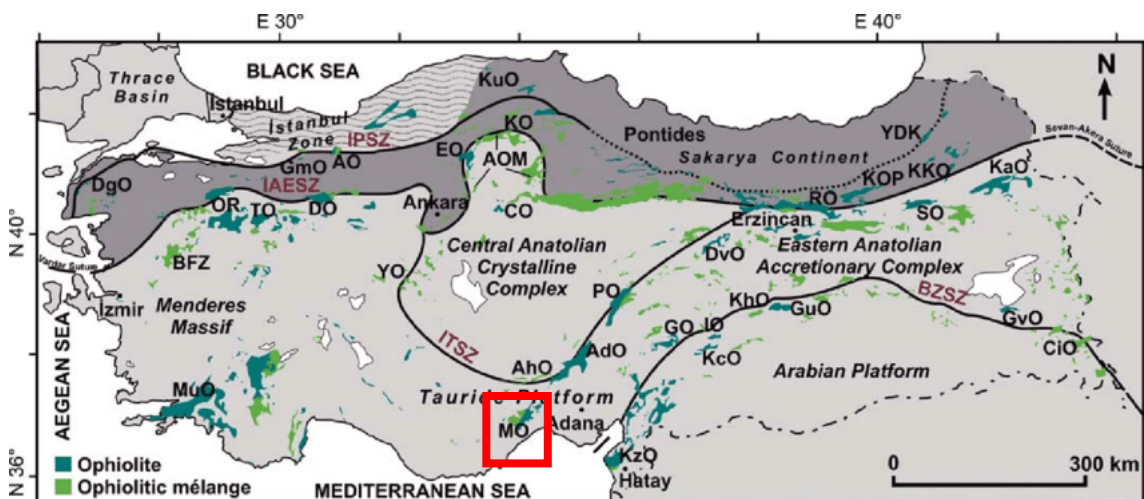 E 30°
E 40°
BLACK SEA
N
Thrace
Basin
İstanbul
İstanbul
Zone
IPSZ
KuO
KO
Pontides
YDK
Sevan-Akera Suture
Sakarya Continent
GmO
AO
EO
AOM
DgO
IAESZ
KOP
KKO
KaO
OR
TO
DO
Ankara
CO
RO
Erzincan
SO
N 40°
Vardar Suture
BFZ
YO
Central Anatolian
Crystalline
Complex
DvO
Eastern Anatolian
Accretionary Complex
İzmir
Menderes
Massif
PO
KhO
GuO
BZSZ
GvO
CiO
AEGEAN SEA
ITSZ
GO
IO
KcO
AhO
AdO
Arabian Platform
MuO
Tauride Platform
MO
Adana
KzO
Hatay
N 36°
Ophiolite
Ophiolitic mélange
MEDITERRANEAN SEA
0
300 km